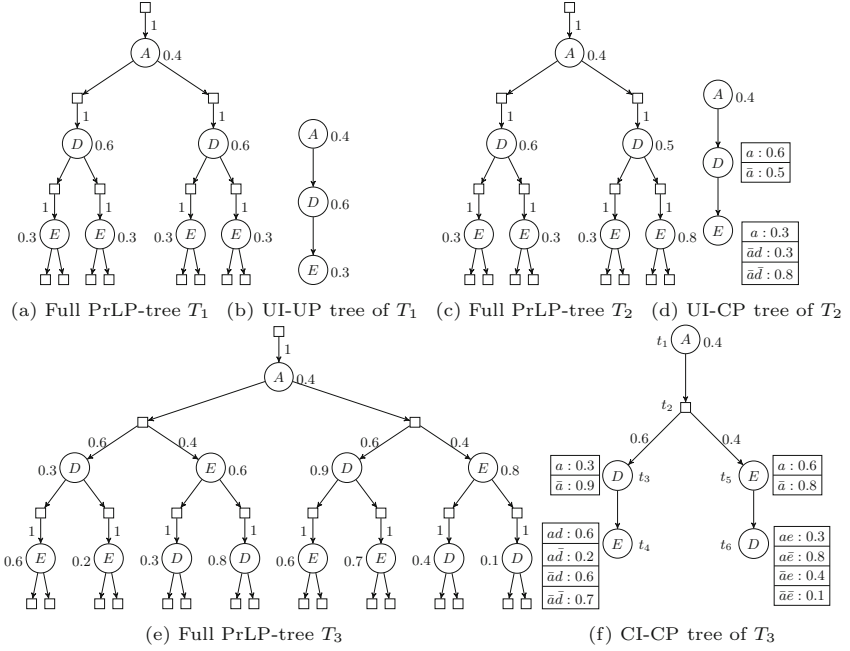 1
1
A 0.4
A 0.4
1 1
1 1
A 0.4
D 0.6
D 0.6
A 0.4
D 0.6
D 0.5
D
a : 0.6
ā : 0.5
1 1 1 1
D 0.6
1 1 1 1
0.3 E
E 0.3
0.3 E
E 0.3
E 0.3
0.3 E
E 0.3
0.3 E
E 0.8
E
a : 0.3
ād : 0.3
ād̄ : 0.8
(a) Full PrLP-tree T₁
(b) UI-UP tree of T₁
(c) Full PrLP-tree T₂
(d) UI-CP tree of T₂
1
A 0.4
0.6 0.4
0.6 0.4
0.3 D
E 0.6
0.9 D
E 0.8
1 1 1 1 1 1 1 1
0.6 E
0.2 E
0.3 D
0.8 D
0.6 E
0.7 E
0.4 D
0.1 D
t₁ A 0.4
t₂
0.6 0.4
a : 0.3
ā : 0.9
D t₃
t₅ E
a : 0.6
ā : 0.8
ad : 0.6
ad̄ : 0.2
ād : 0.6
ād̄ : 0.7
E t₄
t₆ D
ae : 0.3
aē : 0.8
āe : 0.4
āē : 0.1
(e) Full PrLP-tree T₃
(f) CI-CP tree of T₃